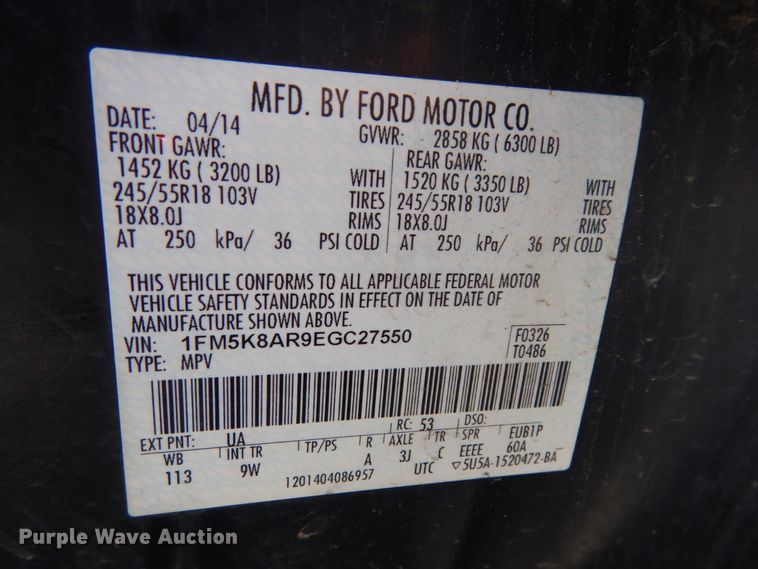 MFD. BY FORD MOTOR CO.
DATE: 04/14 GVWR: 2858 KG ( 6300 LB)
FRONT GAWR: REAR GAWR:
1452 KG ( 3200 LB) WITH 1520 KG ( 3350 LB) WITH
245/55R18 103V TIRES 245/55R18 103V TIRES
18X8.0J RIMS 18X8.0J RIMS
AT 250 kPa/ 36 PSI COLD AT 250 kPa/ 36 PSI COLD
THIS VEHICLE CONFORMS TO ALL APPLICABLE FEDERAL MOTOR
VEHICLE SAFETY STANDARDS IN EFFECT ON THE DATE OF
MANUFACTURE SHOWN ABOVE.
VIN: 1FM5K8AR9EGC27550 F0326
TYPE: MPV T0486
EXT PNT: UA RC: 53 DSO:
WB INT TR TP/PS R AXLE TR SPR EUB1P
113 9W A 3J C EEEE 60A
1201404086957 UTC ▽5U5A-1520472-BA
Purple Wave Auction